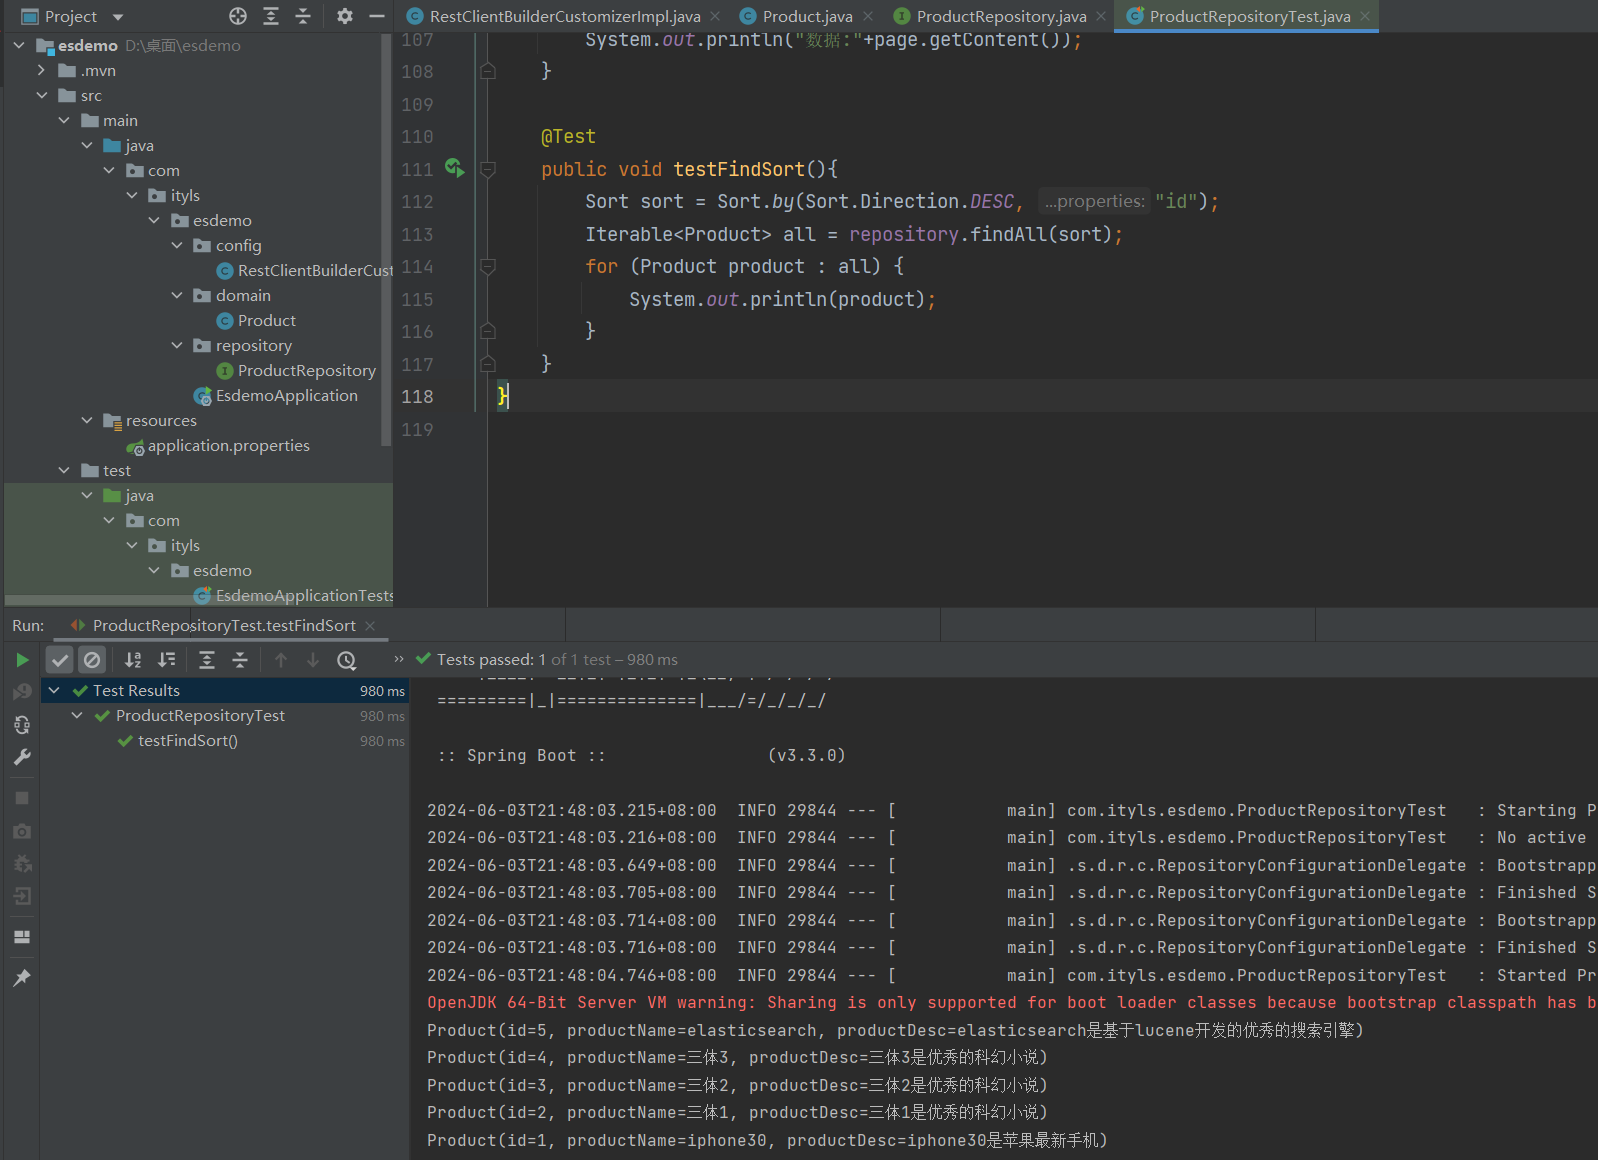 Project
RestClientBuilderCustomizerImpl.java
Product.java
ProductRepository.java
ProductRepositoryTest.java
esdemo D:\桌面\esdemo
.mvn
src
main
java
com
ityls
esdemo
config
RestClientBuilderCust
domain
Product
repository
ProductRepository
EsdemoApplication
resources
application.properties
test
java
com
ityls
esdemo
EsdemoApplicationTests
107 System.out.println("数据:"+page.getContent());
108 }
109
110 @Test
111 public void testFindSort(){
112 Sort sort = Sort.by(Sort.Direction.DESC, ...properties: "id");
113 Iterable<Product> all = repository.findAll(sort);
114 for (Product product : all) {
115 System.out.println(product);
116 }
117 }
118 }
119
Run: ProductRepositoryTest.testFindSort
Tests passed: 1 of 1 test – 980 ms
Test Results 980 ms
ProductRepositoryTest 980 ms
testFindSort() 980 ms
=========|_|==============|___/=/_/_/_/
:: Spring Boot :: (v3.3.0)
2024-06-03T21:48:03.215+08:00 INFO 29844 --- [ main] com.ityls.esdemo.ProductRepositoryTest : Starting P
2024-06-03T21:48:03.216+08:00 INFO 29844 --- [ main] com.ityls.esdemo.ProductRepositoryTest : No active
2024-06-03T21:48:03.649+08:00 INFO 29844 --- [ main] .s.d.r.c.RepositoryConfigurationDelegate : Bootstrapp
2024-06-03T21:48:03.705+08:00 INFO 29844 --- [ main] .s.d.r.c.RepositoryConfigurationDelegate : Finished S
2024-06-03T21:48:03.714+08:00 INFO 29844 --- [ main] .s.d.r.c.RepositoryConfigurationDelegate : Bootstrapp
2024-06-03T21:48:03.716+08:00 INFO 29844 --- [ main] .s.d.r.c.RepositoryConfigurationDelegate : Finished S
2024-06-03T21:48:04.746+08:00 INFO 29844 --- [ main] com.ityls.esdemo.ProductRepositoryTest : Started Pr
OpenJDK 64-Bit Server VM warning: Sharing is only supported for boot loader classes because bootstrap classpath has b
Product(id=5, productName=elasticsearch, productDesc=elasticsearch是基于lucene开发的优秀的搜索引擎)
Product(id=4, productName=三体3, productDesc=三体3是优秀的科幻小说)
Product(id=3, productName=三体2, productDesc=三体2是优秀的科幻小说)
Product(id=2, productName=三体1, productDesc=三体1是优秀的科幻小说)
Product(id=1, productName=iphone30, productDesc=iphone30是苹果最新手机)